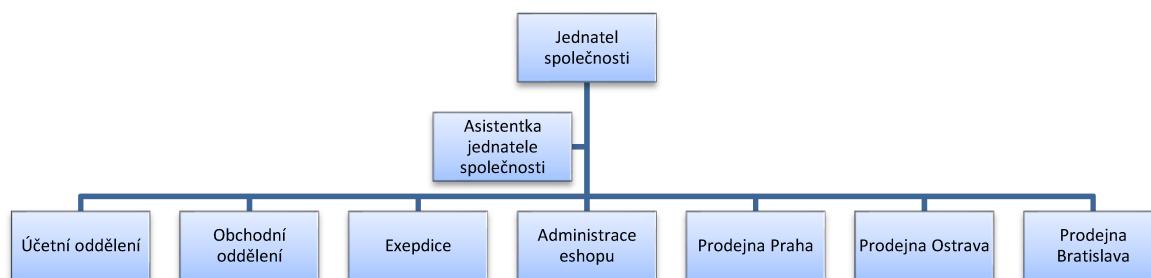 Jednatel
společnosti
Asistentka
jednatele
společnosti
Účetní oddělení
Obchodní
oddělení
Exepdice
Administrace
eshopu
Prodejna Praha
Prodejna Ostrava
Prodejna
Bratislava